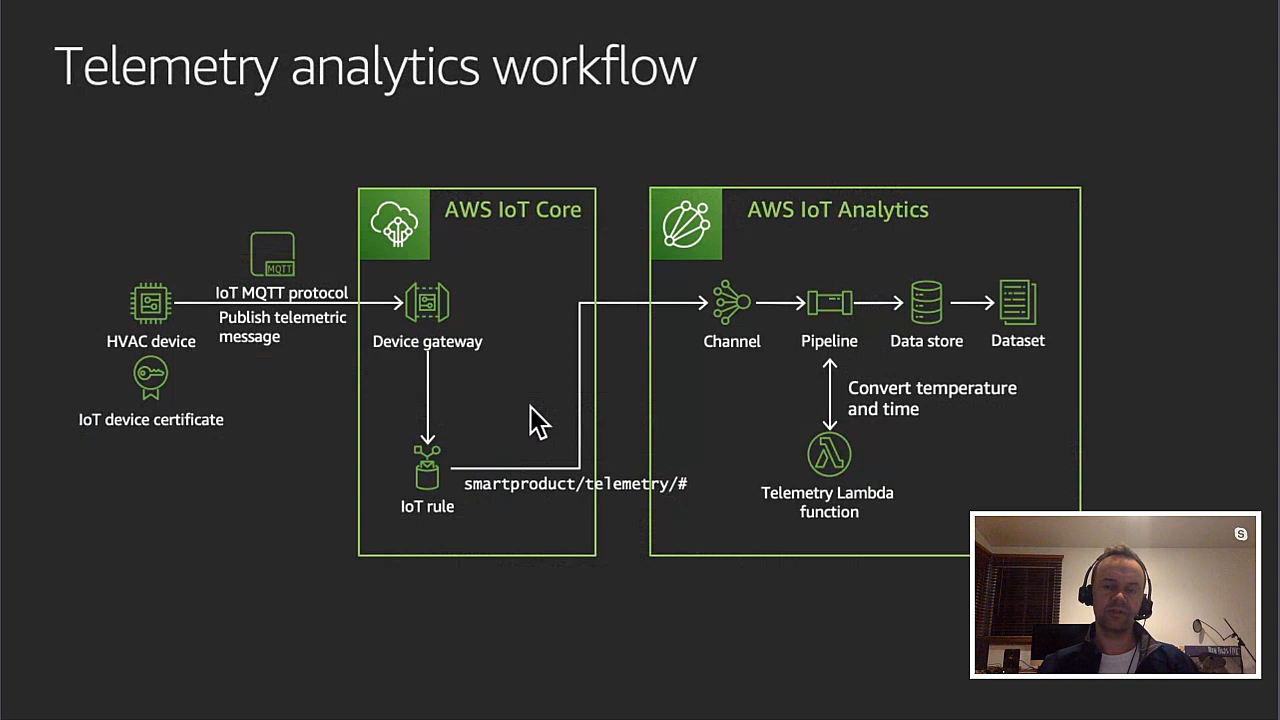 Telemetry analytics workflow
AWS IoT Core
AWS IoT Analytics
MQTT
IoT MQTT protocol
Publish telemetric
message
HVAC device
IoT device certificate
Device gateway
IoT rule
smartproduct/telemetry/#
Channel
Pipeline
Data store
Dataset
Convert temperature
and time
Telemetry Lambda
function